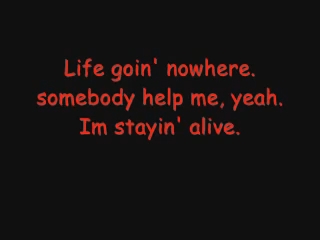 Life goin' nowhere.
somebody help me, yeah.
Im stayin' alive.